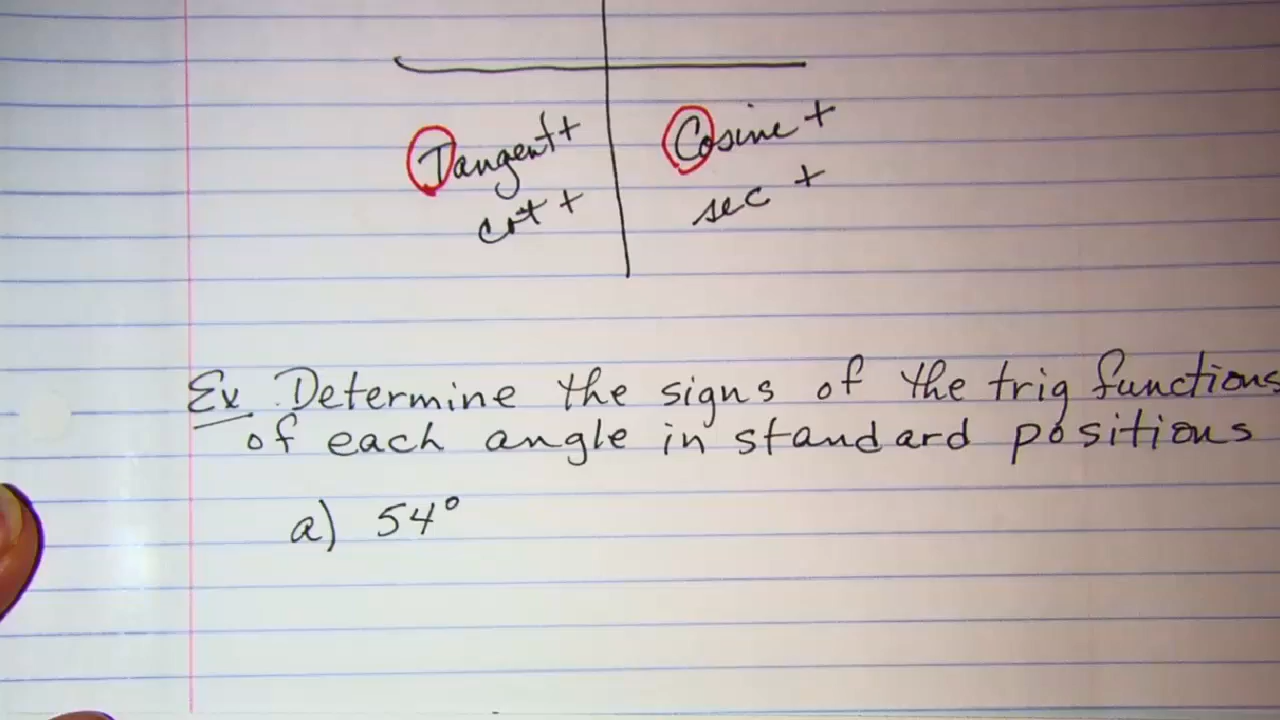 Tangent + Cosine +
cot + sec +
Ex. Determine the signs of the trig functions
of each angle in standard positions
a) 54°